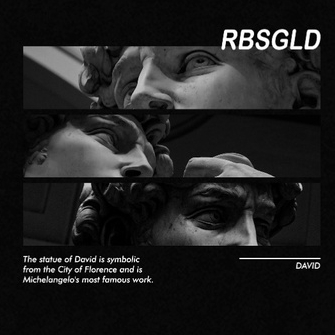 RBSGLD
The statue of David is symbolic
from the City of Florence and is
Michelangelo's most famous work.
DAVID